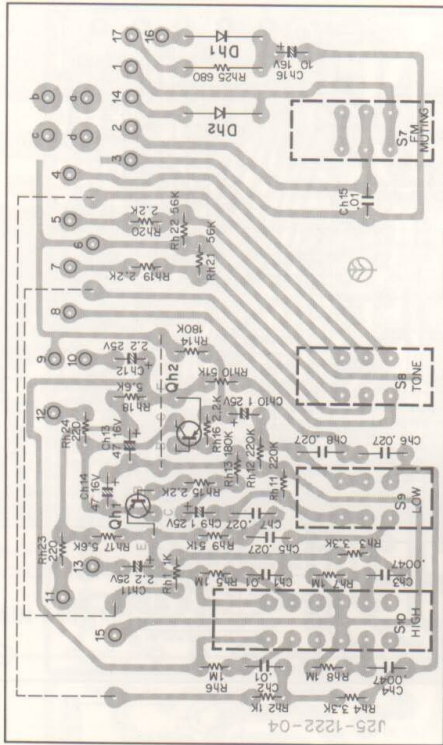 17
16
Dh1
Rh25 680
+
Ch16
10 16V
1
14
Dh2
2
3
S7
FM
MUTING
Ch15
.01
b
a
c
d
4
5
6
7
8
2.2K
Rh20
Rh22 56K
Rh19 2.2K
Rh21 56K
9
10
2.2 25V
Ch12
5.6K
Rh18
Qh2
Rh14
180K
Rh10 51K
12
Rh24
220
Ch13
47 16V
Ch14
47 16V
Rh16 2.2K
Ch10 1 25V
Rh13 180K
Rh12 220K
Rh11 220K
Rh15 2.2K
Qh1
Ch9 1 25V
.027
Ch7
Ch8 .027
Ch6 .027
S8
TONE
S9
LOW
Rh23
220
Rh17 5.6K
E
C
Rh9 51K
.027
Ch5
Rh3 3.3K
11
13
2.2 25V
Ch11
Rh1 1K
Rh5 1M
.01
Ch1
Rh7 1M
.0047
Ch3
15
S10
HIGH
1M
Rh6
.01
Ch2
Rh2 1K
Rh8 1M
Rh4 3.3K
.0047
Ch4
J25-1222-04